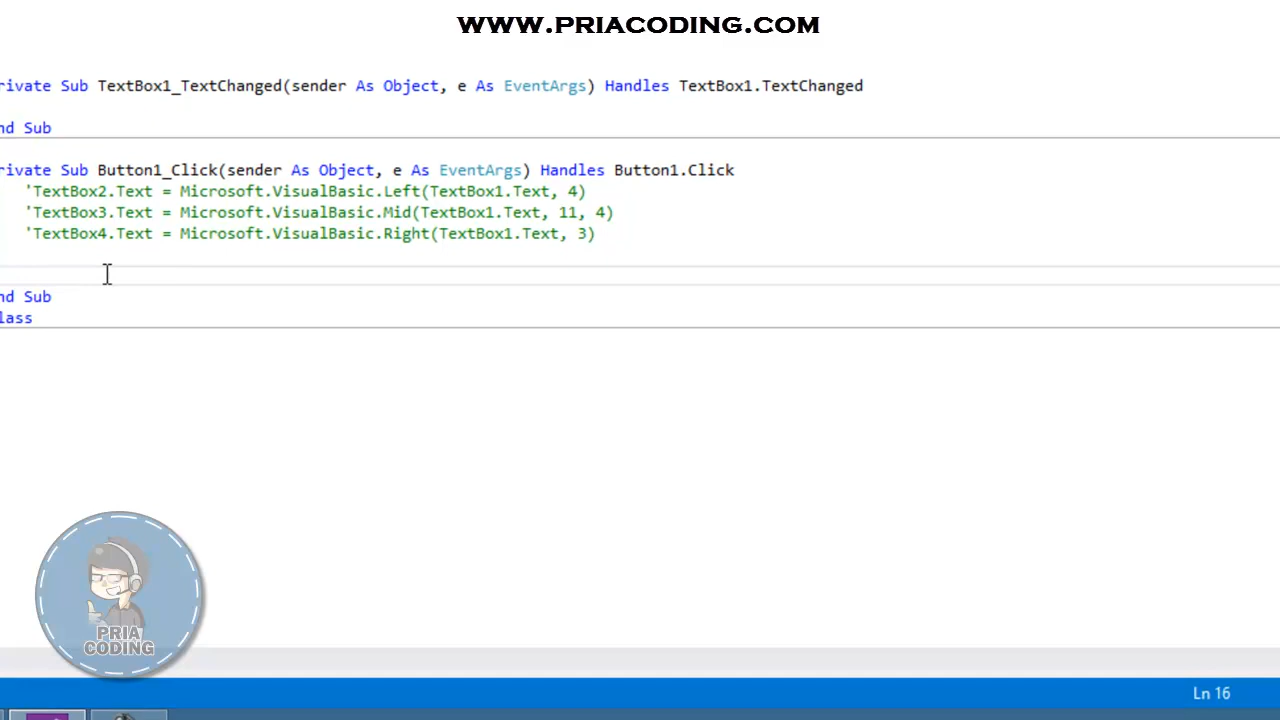 WWW.PRIACODING.COM
rivate Sub TextBox1_TextChanged(sender As Object, e As EventArgs) Handles TextBox1.TextChanged
nd Sub
rivate Sub Button1_Click(sender As Object, e As EventArgs) Handles Button1.Click
'TextBox2.Text = Microsoft.VisualBasic.Left(TextBox1.Text, 4)
'TextBox3.Text = Microsoft.VisualBasic.Mid(TextBox1.Text, 11, 4)
'TextBox4.Text = Microsoft.VisualBasic.Right(TextBox1.Text, 3)
nd Sub
lass
PRIA
CODING
Ln 16